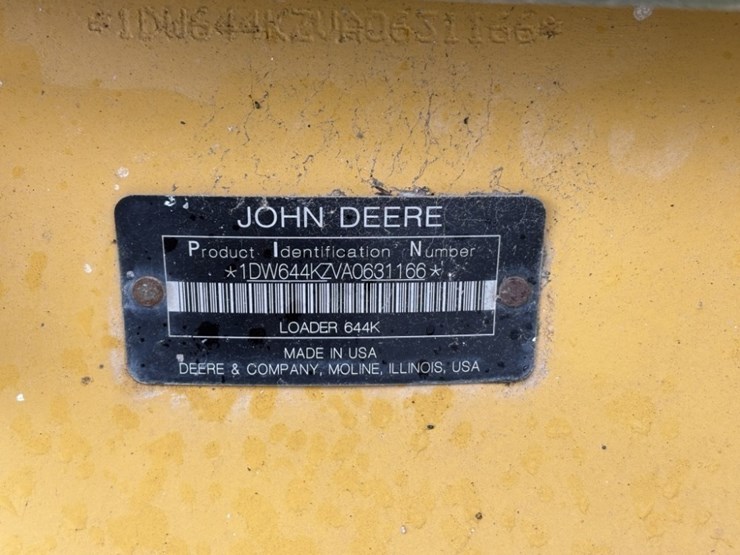 *1DW644KZVA0631166*
JOHN DEERE
Product Identification Number
*1DW644KZVA0631166*
LOADER 644K
MADE IN USA
DEERE & COMPANY, MOLINE, ILLINOIS, USA